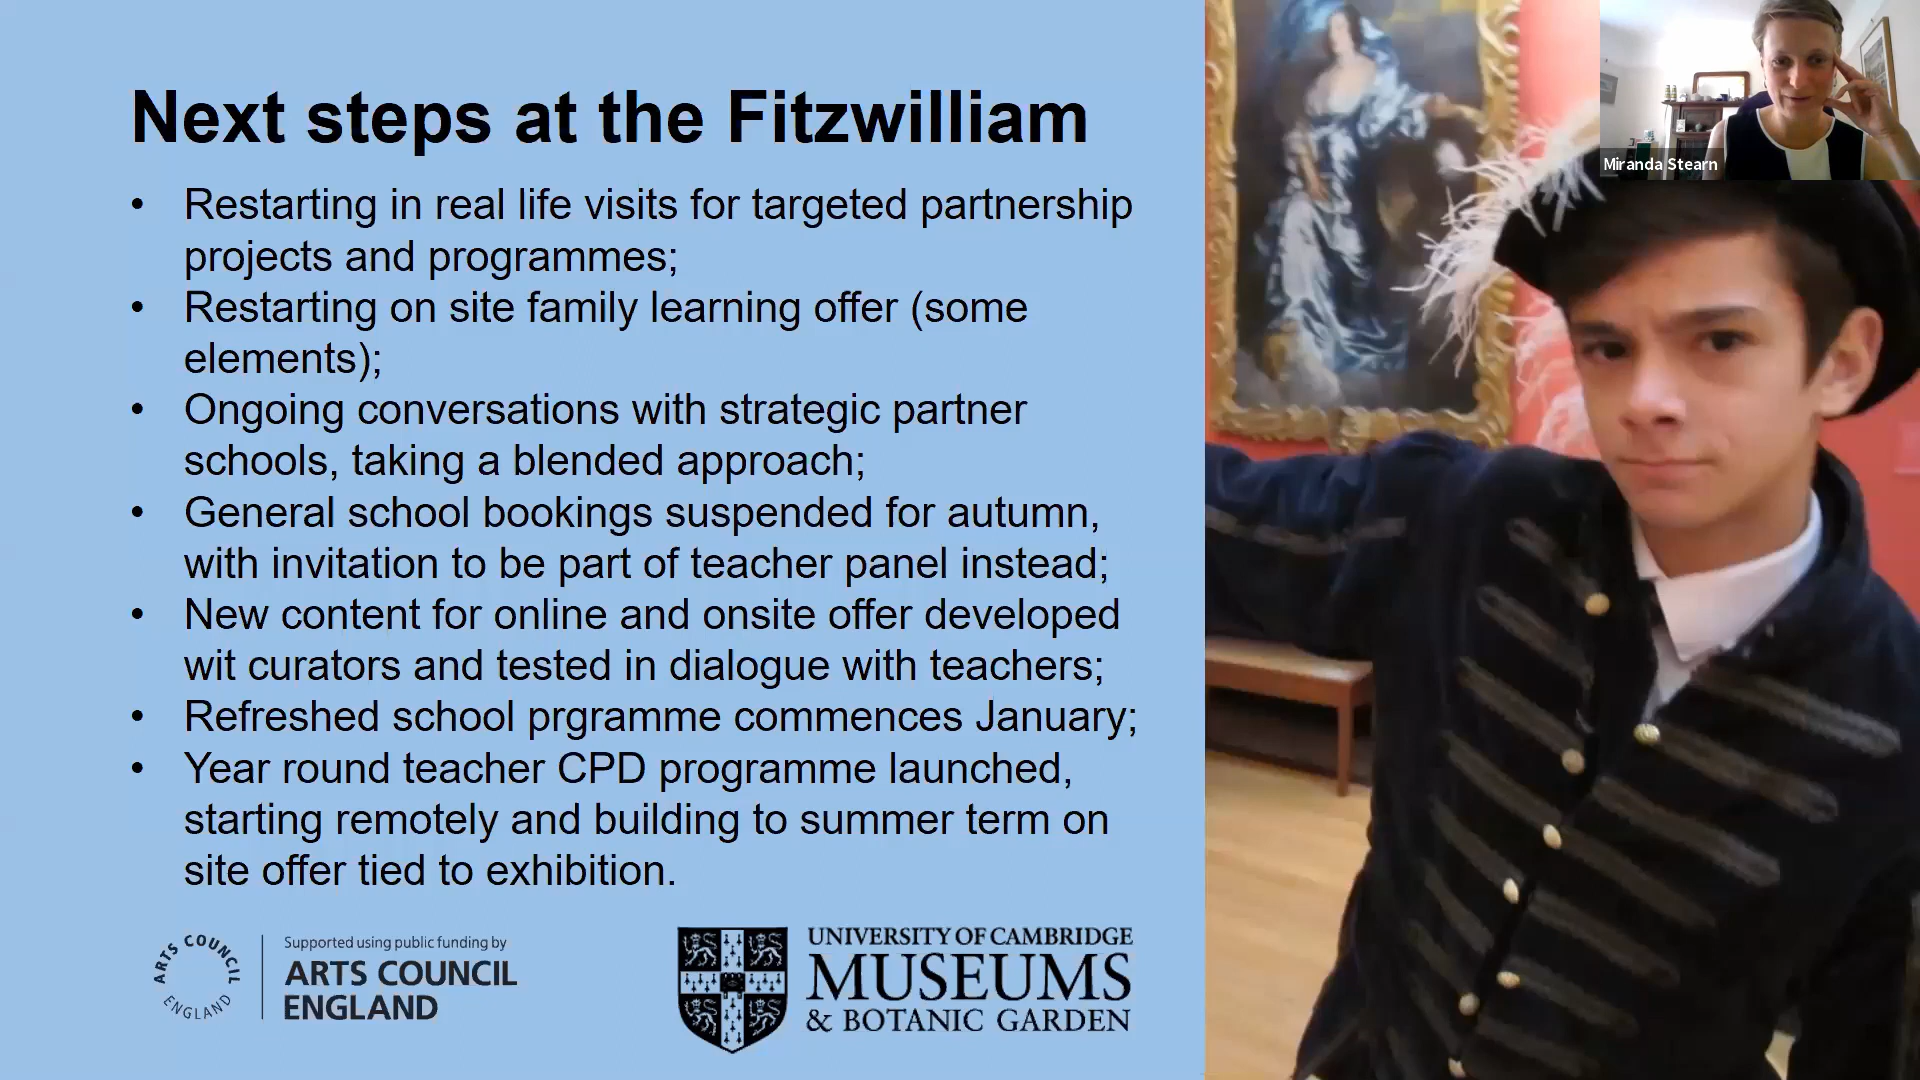 Next steps at the Fitzwilliam
• Restarting in real life visits for targeted partnership
projects and programmes;
• Restarting on site family learning offer (some
elements);
• Ongoing conversations with strategic partner
schools, taking a blended approach;
• General school bookings suspended for autumn,
with invitation to be part of teacher panel instead;
• New content for online and onsite offer developed
wit curators and tested in dialogue with teachers;
• Refreshed school prgramme commences January;
• Year round teacher CPD programme launched,
starting remotely and building to summer term on
site offer tied to exhibition.
ARTS COUNCIL
ENGLAND
Supported using public funding by
ARTS COUNCIL
ENGLAND
UNIVERSITY OF CAMBRIDGE
MUSEUMS
& BOTANIC GARDEN
Miranda Stearn